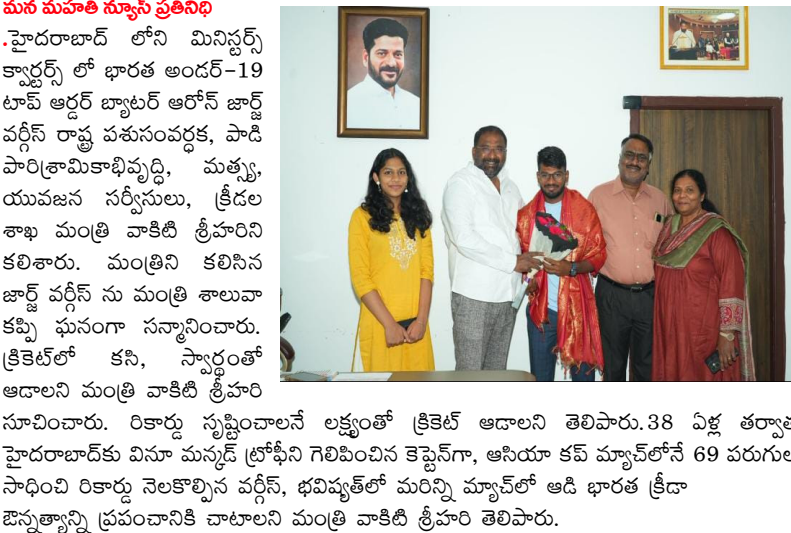 మన మహతి న్యూస్ ప్రతినిధి
.హైదరాబాద్ లోని మినిస్టర్స్
క్వార్టర్స్ లో భారత అండర్-19
టాప్ ఆర్డర్ బ్యాటర్ ఆరోన్ జార్జ్
వర్గీస్ రాష్ట్ర పశుసంవర్ధక, పాడి
పారిశ్రామికాభివృద్ధి, మత్స్య,
యువజన సర్వీసులు, క్రీడల
శాఖ మంత్రి వాకిటి శ్రీహరిని
కలిశారు. మంత్రిని కలిసిన
జార్జ్ వర్గీస్ ను మంత్రి శాలువా
కప్పి ఘనంగా సన్మానించారు.
క్రికెట్‌లో కసి, స్వార్థంతో
ఆడాలని మంత్రి వాకిటి శ్రీహరి
సూచించారు. రికార్డు సృష్టించాలనే లక్ష్యంతో క్రికెట్ ఆడాలని తెలిపారు.38 ఏళ్ల తర్వాత
హైదరాబాద్‌కు వినూ మన్కడ్ ట్రోఫీని గెలిపించిన కెప్టెన్‌గా, ఆసియా కప్ మ్యాచ్‌లోనే 69 పరుగుల
సాధించి రికార్డు నెలకొల్పిన వర్గీస్, భవిష్యత్‌లో మరిన్ని మ్యాచ్‌లో ఆడి భారత క్రీడా
ఔన్నత్యాన్ని ప్రపంచానికి చాటాలని మంత్రి వాకిటి శ్రీహరి తెలిపారు.